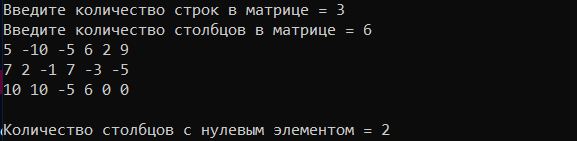 Введите количество строк в матрице = 3
Введите количество столбцов в матрице = 6
5 -10 -5 6 2 9
7 2 -1 7 -3 -5
10 10 -5 6 0 0
Количество столбцов с нулевым элементом = 2